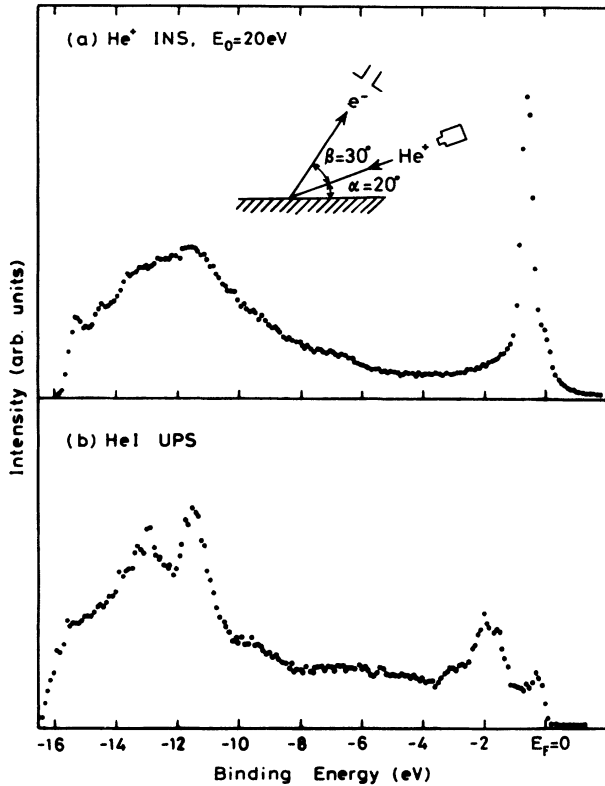 (a) He⁺ INS, E₀=20eV
e⁻
β=30°
He⁺
α=20°
Intensity (arb. units)
(b) HeI UPS
-16 -14 -12 -10 -8 -6 -4 -2 E_F=0
Binding Energy (eV)